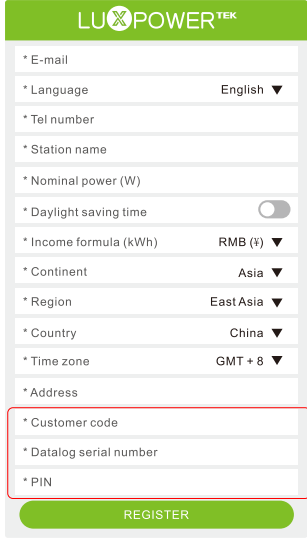 LUXPOWERTEK
* E-mail
* Language English ▼
* Tel number
* Station name
* Nominal power (W)
* Daylight saving time
* Income formula (kWh) RMB (¥) ▼
* Continent Asia ▼
* Region East Asia ▼
* Country China ▼
* Time zone GMT + 8 ▼
* Address
* Customer code
* Datalog serial number
* PIN
REGISTER